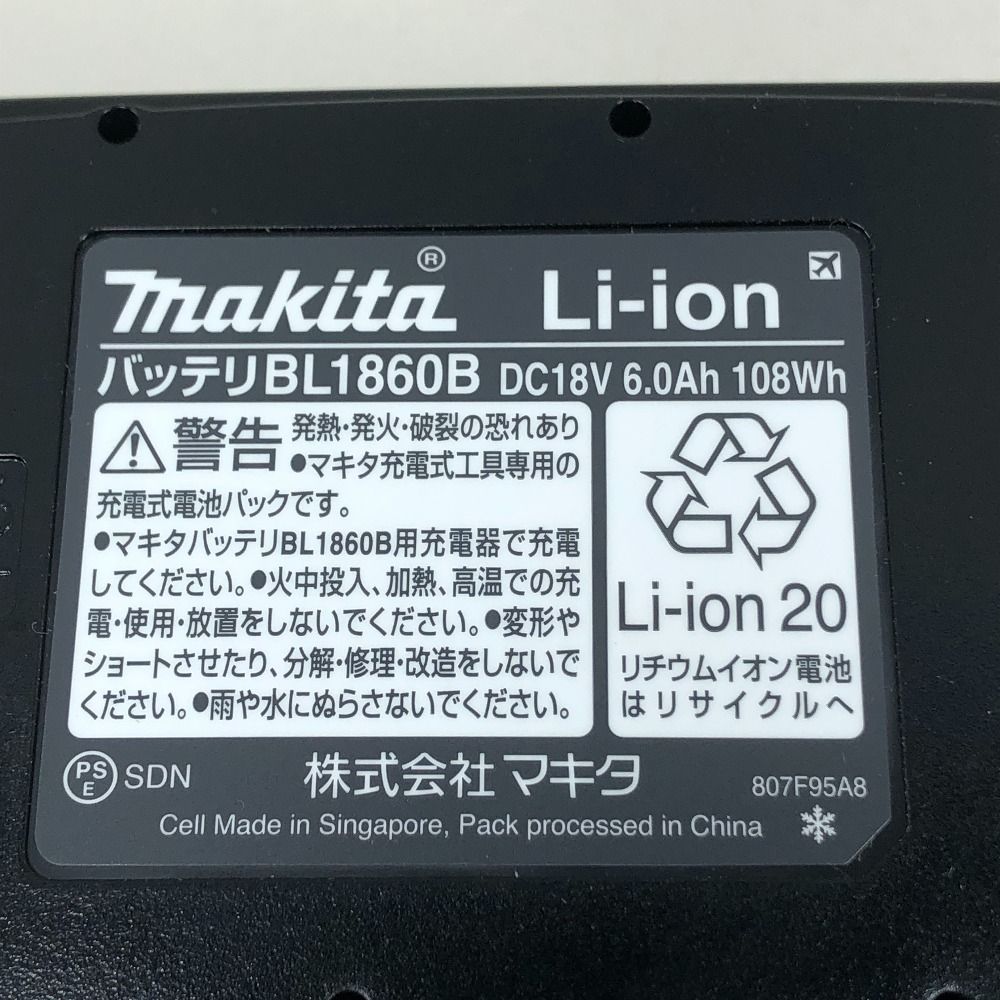 makita® Li-ion
バッテリBL1860B DC18V 6.0Ah 108Wh
警告 発熱・発火・破裂の恐れあり
●マキタ充電式工具専用の
充電式電池パックです。
●マキタバッテリBL1860B用充電器で充電
してください。●火中投入、加熱、高温での充
電・使用・放置をしないでください。●変形や
ショートさせたり、分解・修理・改造をしないで
ください。●雨や水にぬらさないでください。
Li-ion 20
リチウムイオン電池
はリサイクルへ
PSE SDN 株式会社マキタ 807F95A8
Cell Made in Singapore, Pack processed in China